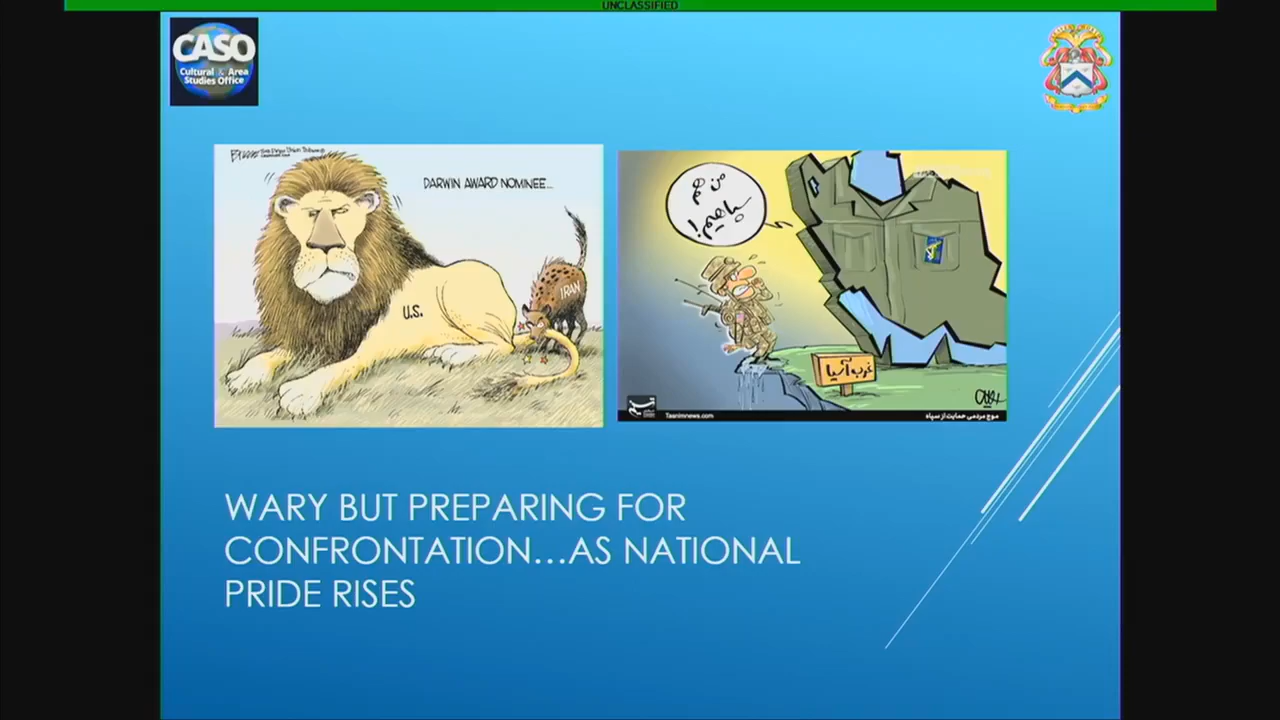 UNCLASSIFIED
CASO
Cultural & Area
Studies Office
DARWIN AWARD NOMINEE...
U.S.
IRAN
من هم
سپاهیم!
غرب آسیا
Tasnimnews.com
موج مردمی حمایت از سپاه
WARY BUT PREPARING FOR
CONFRONTATION...AS NATIONAL
PRIDE RISES